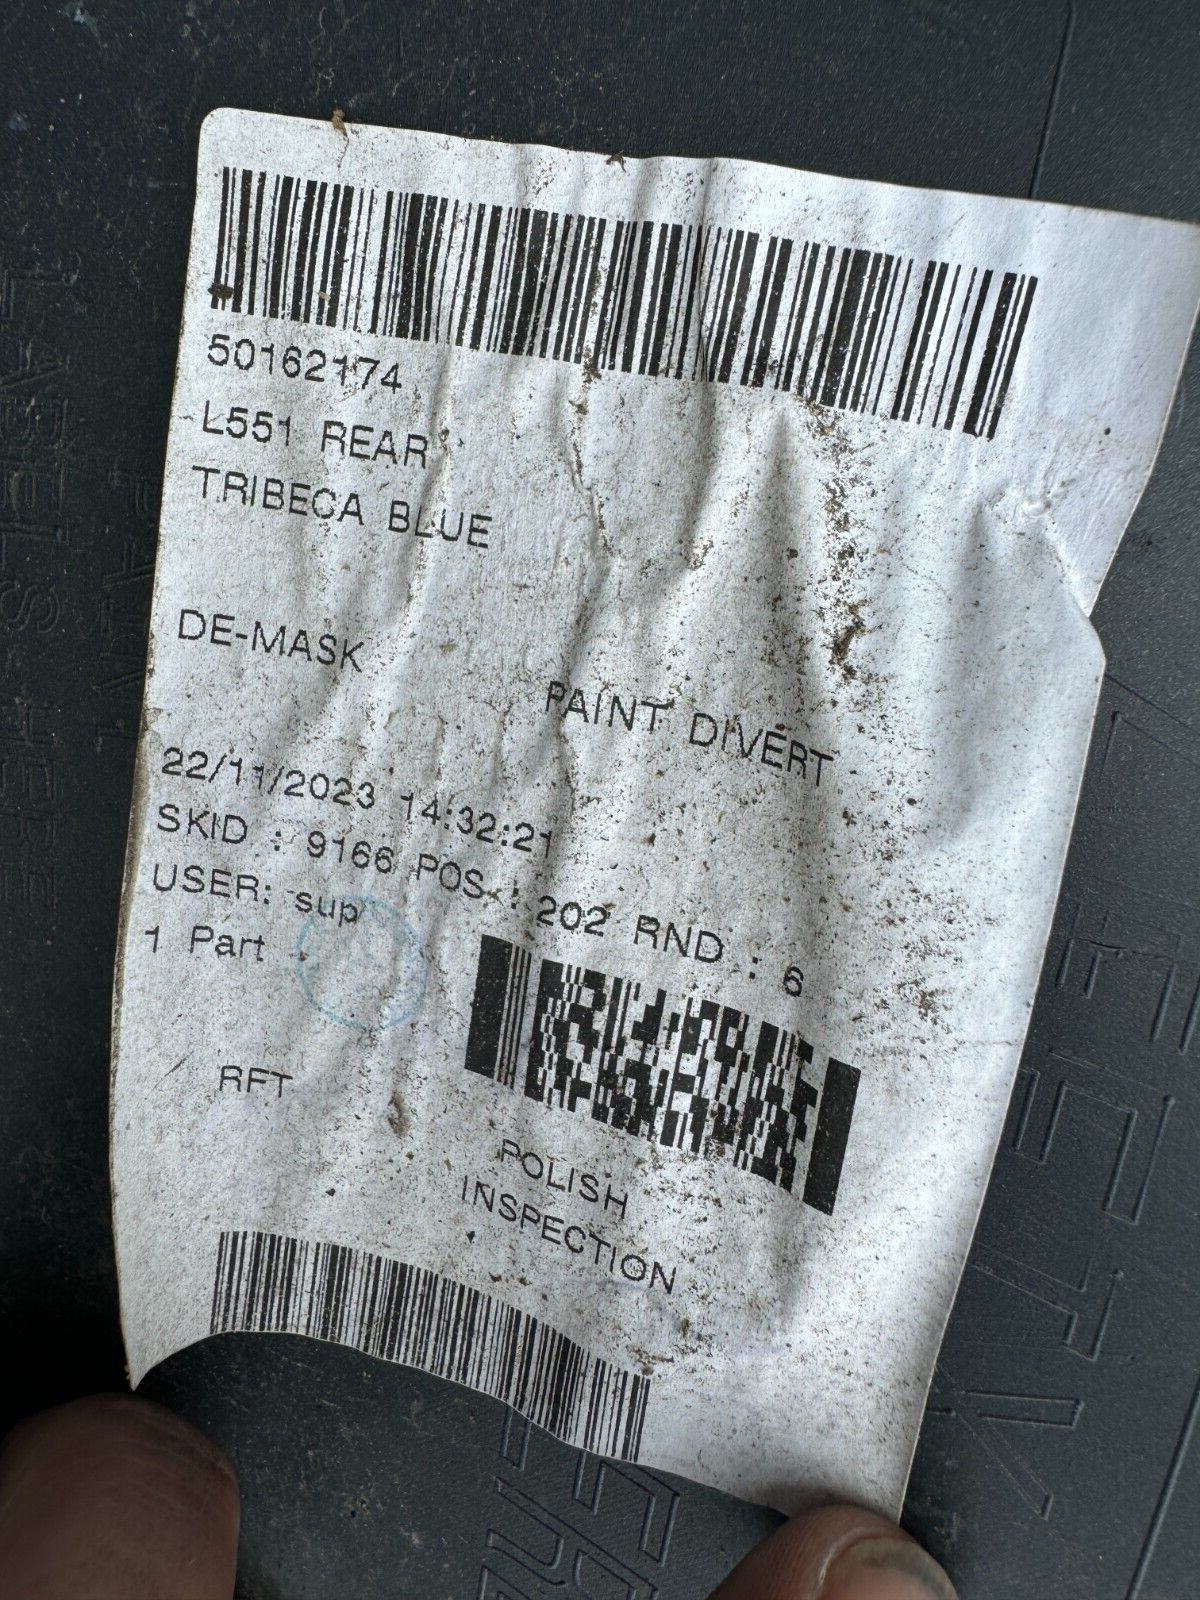 50162174
L551 REAR
TRIBECA BLUE
DE-MASK
PAINT DIVERT
22/11/2023 14:32:21
SKID : 9166 POS : 202 RND : 6
USER: sup
1 Part
RFT
POLISH
INSPECTION